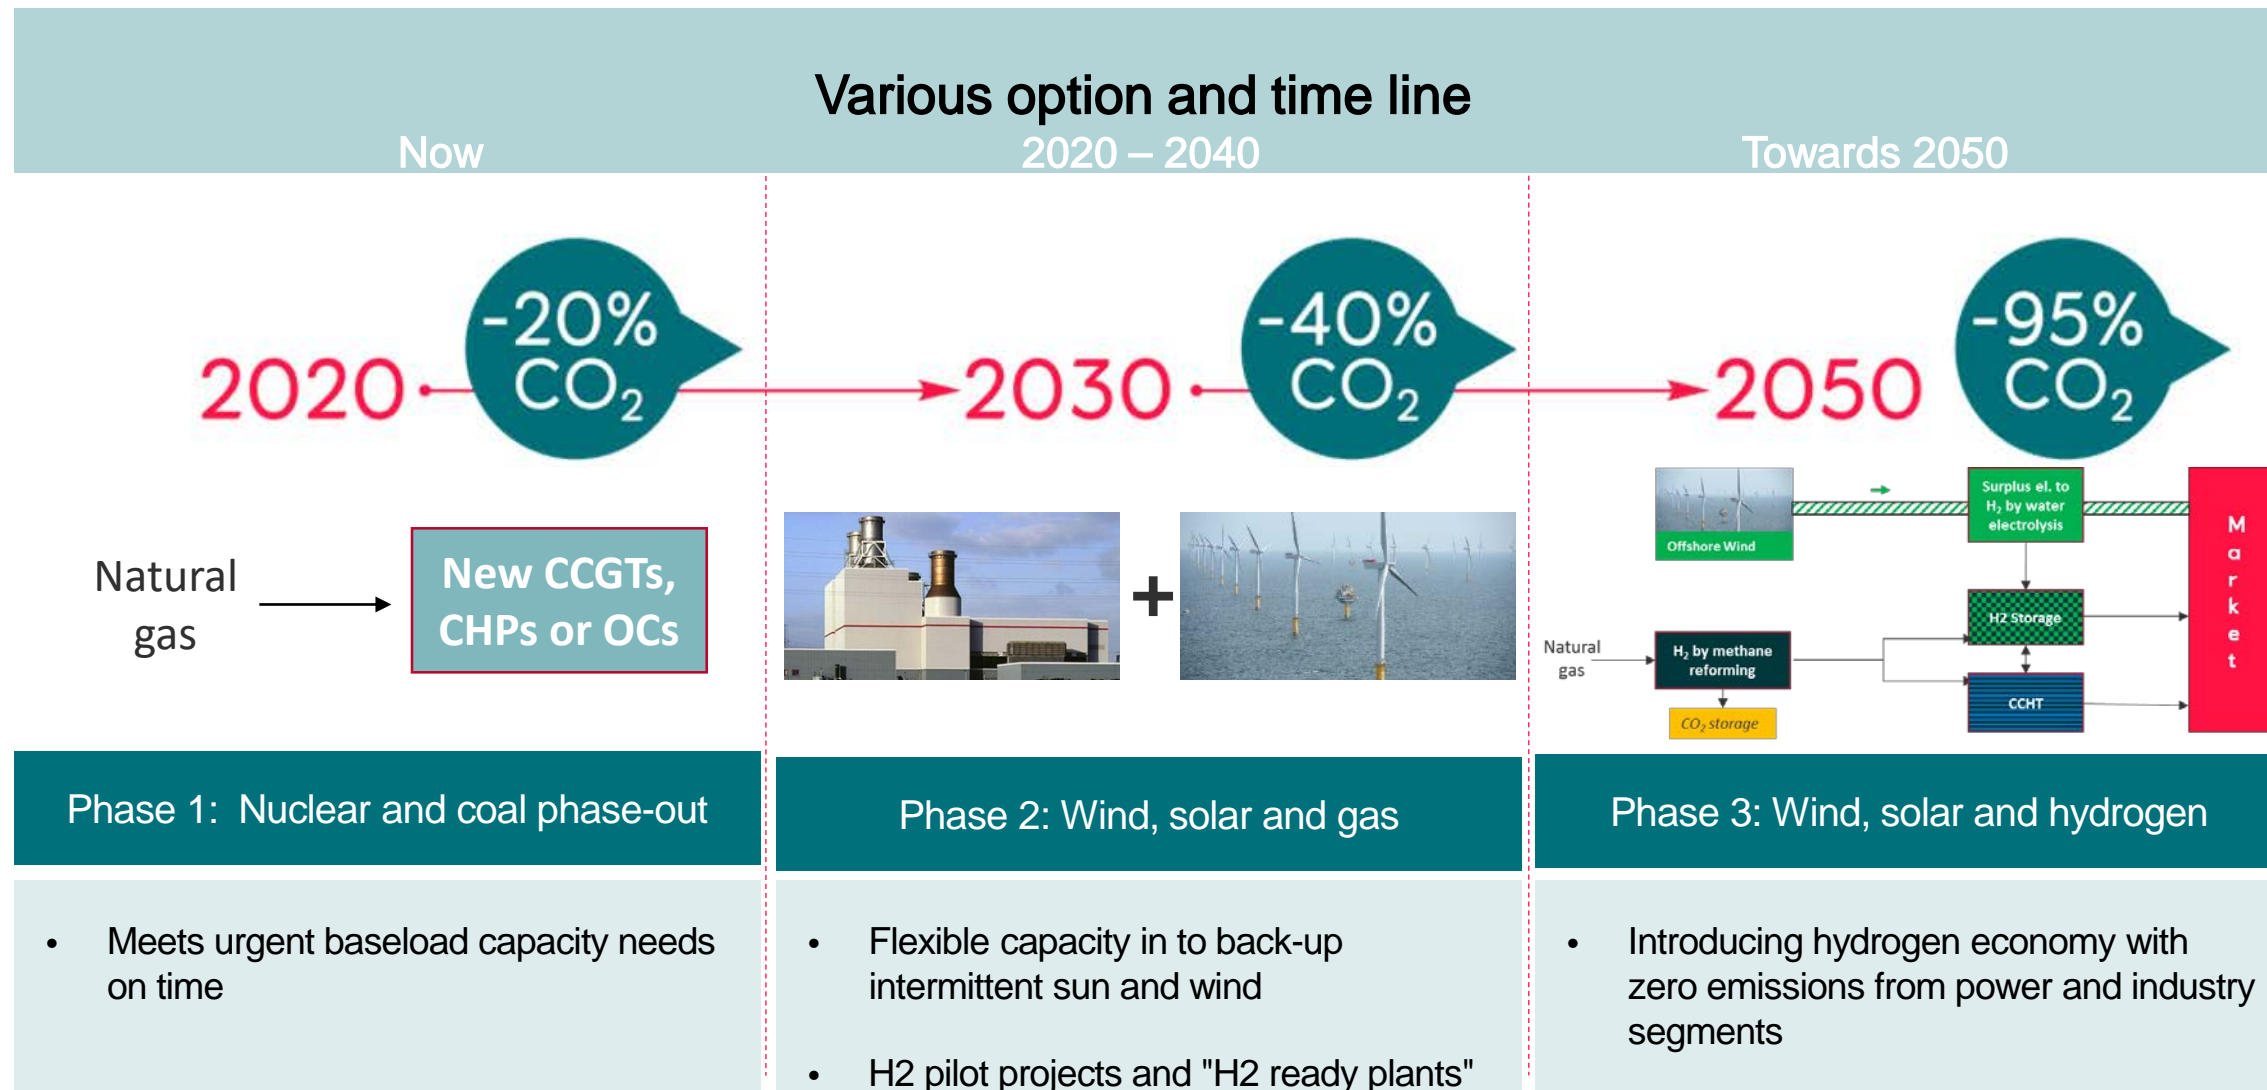 Various option and time line
Now
2020 – 2040
Towards 2050
2020
-20%
CO₂
2030
-40%
CO₂
2050
-95%
CO₂
Natural
gas
New CCGTs,
CHPs or OCs
+
Offshore Wind
Surplus el. to
H₂ by water
electrolysis
H2 Storage
Natural
gas
H₂ by methane
reforming
CO₂ storage
CCHT
Market
Phase 1: Nuclear and coal phase-out
Phase 2: Wind, solar and gas
Phase 3: Wind, solar and hydrogen
• Meets urgent baseload capacity needs
on time
• Flexible capacity in to back-up
intermittent sun and wind
• H2 pilot projects and "H2 ready plants"
• Introducing hydrogen economy with
zero emissions from power and industry
segments